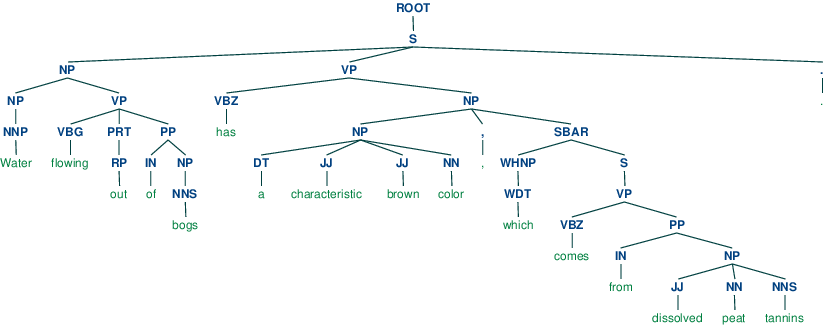 ROOT
S
NP VP .
NP VP VBZ NP .
NNP VBG PRT PP has NP , SBAR
Water flowing RP IN NP DT JJ JJ NN , WHNP S
out of NNS a characteristic brown color WDT VP
bogs which VBZ PP
comes IN NP
from JJ NN NNS
dissolved peat tannins